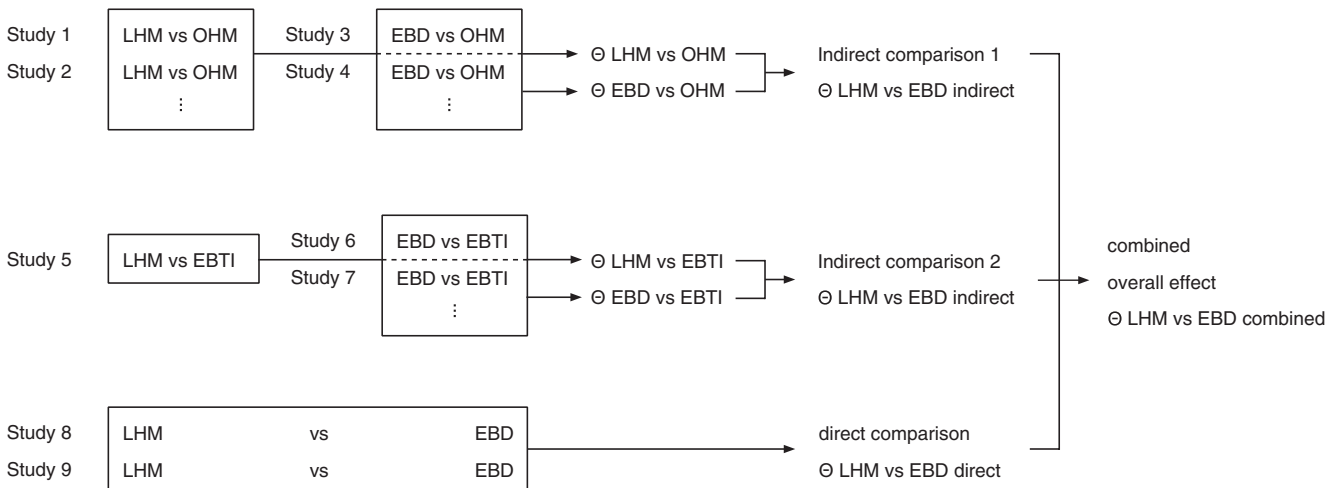 Study 1 LHM vs OHM Study 3 EBD vs OHM Θ LHM vs OHM Indirect comparison 1
Study 2 LHM vs OHM Study 4 EBD vs OHM Θ EBD vs OHM Θ LHM vs EBD indirect
⋮ ⋮
Study 5 LHM vs EBTI Study 6 EBD vs EBTI Θ LHM vs EBTI Indirect comparison 2
Study 7 EBD vs EBTI Θ EBD vs EBTI Θ LHM vs EBD indirect
⋮
combined
overall effect
Θ LHM vs EBD combined
Study 8 LHM vs EBD direct comparison
Study 9 LHM vs EBD Θ LHM vs EBD direct